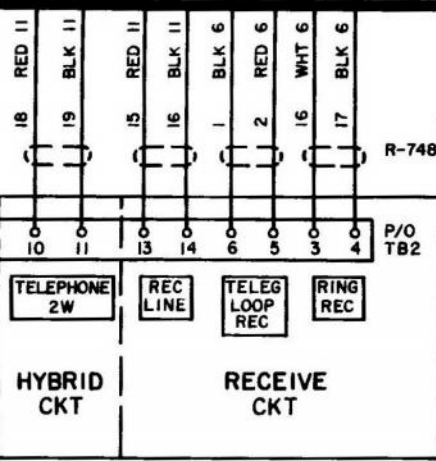 RED 11
BLK 11
RED 11
BLK 11
BLK 6
RED 6
WHT 6
BLK 6
18
19
15
16
1
2
16
17
R-748
10 11 13 14 6 5 3 4
P/O
TB2
TELEPHONE
2W
REC
LINE
TELEG
LOOP
REC
RING
REC
HYBRID
CKT
RECEIVE
CKT